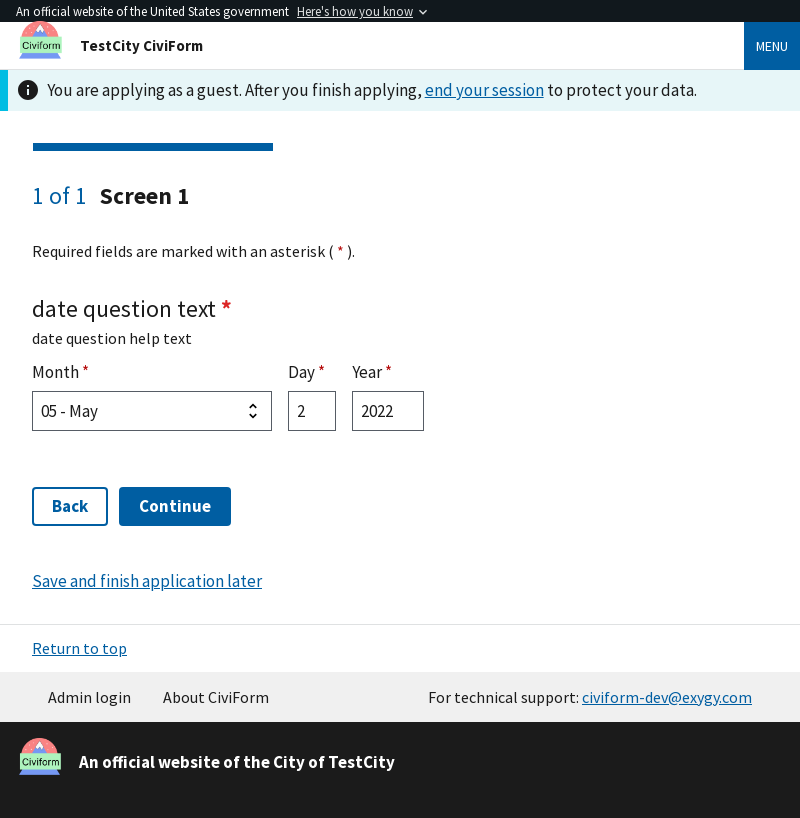 An official website of the United States government Here's how you know
Civiform TestCity CiviForm MENU
You are applying as a guest. After you finish applying, end your session to protect your data.
1 of 1 Screen 1
Required fields are marked with an asterisk ( * ).
date question text *
date question help text
Month * Day * Year *
05 - May 2 2022
Back Continue
Save and finish application later
Return to top
Admin login About CiviForm For technical support: civiform-dev@exygy.com
Civiform An official website of the City of TestCity